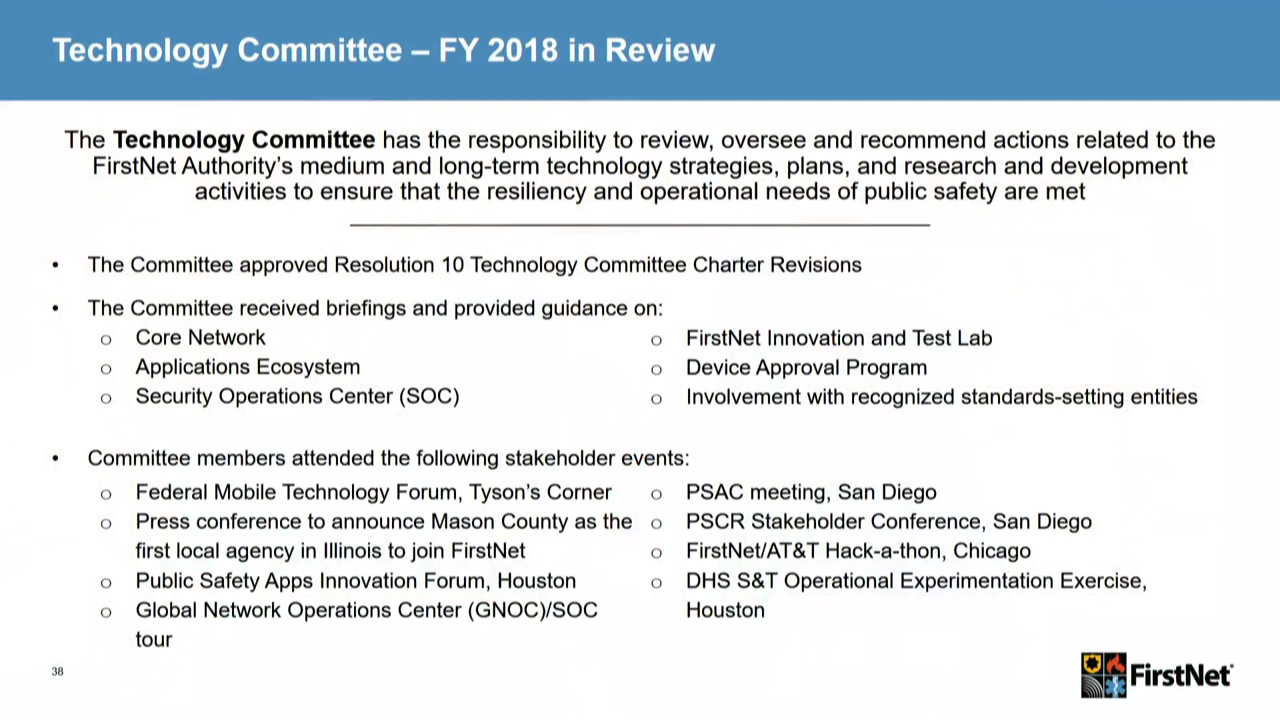 Technology Committee – FY 2018 in Review
The Technology Committee has the responsibility to review, oversee and recommend actions related to the
FirstNet Authority’s medium and long-term technology strategies, plans, and research and development
activities to ensure that the resiliency and operational needs of public safety are met
• The Committee approved Resolution 10 Technology Committee Charter Revisions
• The Committee received briefings and provided guidance on:
o Core Network
o Applications Ecosystem
o Security Operations Center (SOC)
o FirstNet Innovation and Test Lab
o Device Approval Program
o Involvement with recognized standards-setting entities
• Committee members attended the following stakeholder events:
o Federal Mobile Technology Forum, Tyson’s Corner
o Press conference to announce Mason County as the
first local agency in Illinois to join FirstNet
o Public Safety Apps Innovation Forum, Houston
o Global Network Operations Center (GNOC)/SOC
tour
o PSAC meeting, San Diego
o PSCR Stakeholder Conference, San Diego
o FirstNet/AT&T Hack-a-thon, Chicago
o DHS S&T Operational Experimentation Exercise,
Houston
38
FirstNet